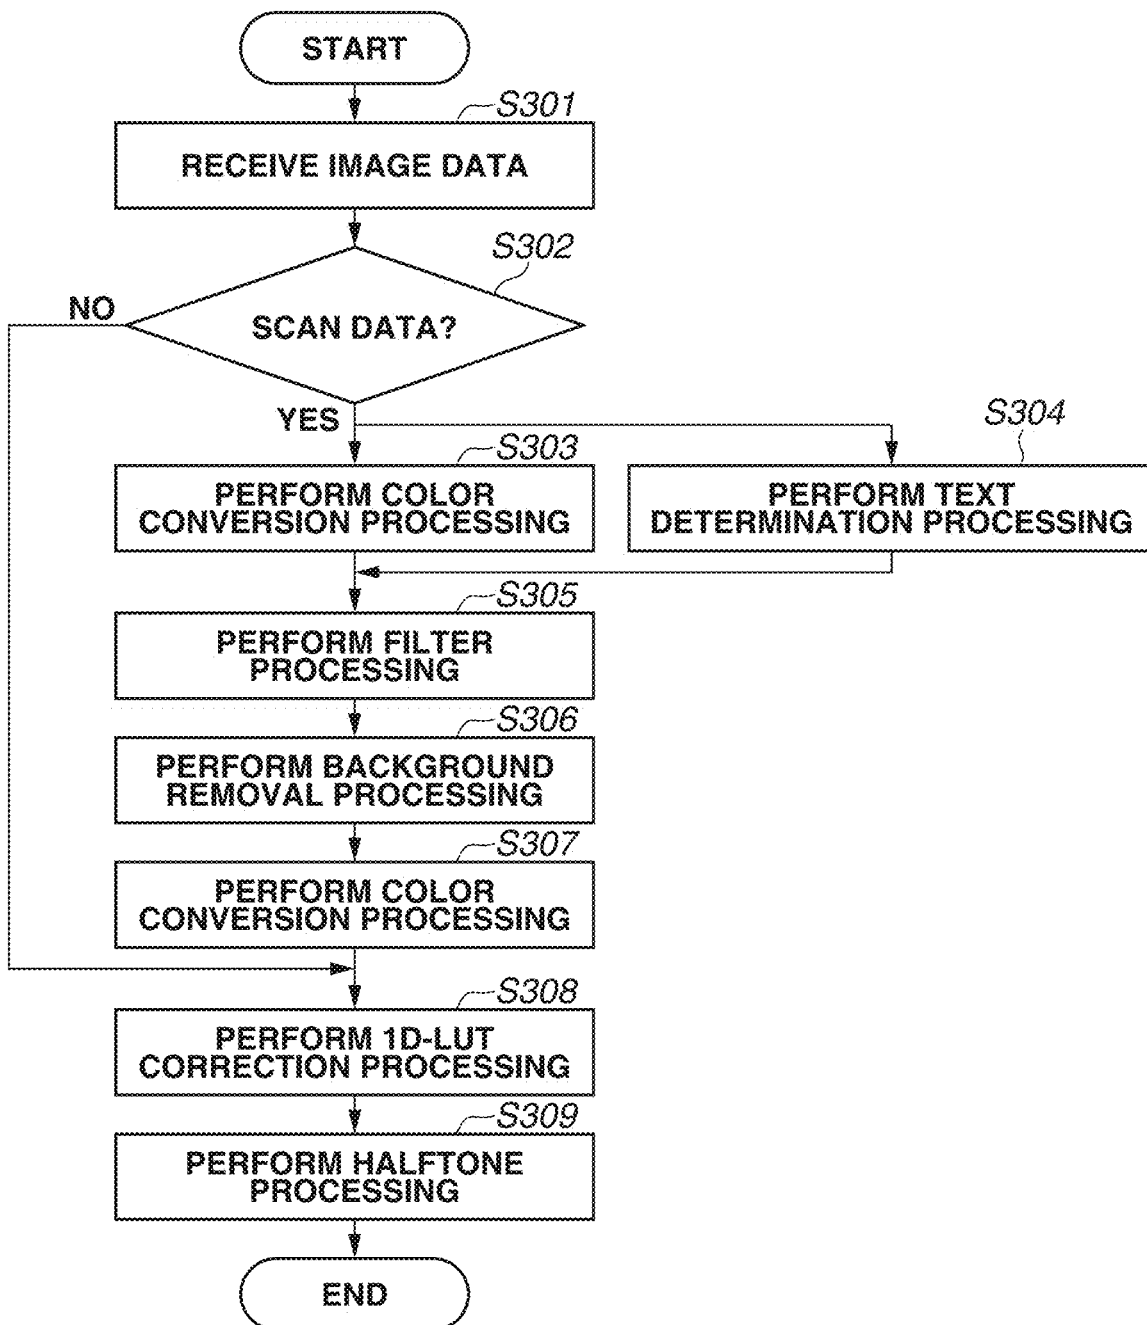 START
S301
RECEIVE IMAGE DATA
S302
NO
SCAN DATA?
YES
S303
PERFORM COLOR
CONVERSION PROCESSING
S304
PERFORM TEXT
DETERMINATION PROCESSING
S305
PERFORM FILTER
PROCESSING
S306
PERFORM BACKGROUND
REMOVAL PROCESSING
S307
PERFORM COLOR
CONVERSION PROCESSING
S308
PERFORM 1D-LUT
CORRECTION PROCESSING
S309
PERFORM HALFTONE
PROCESSING
END